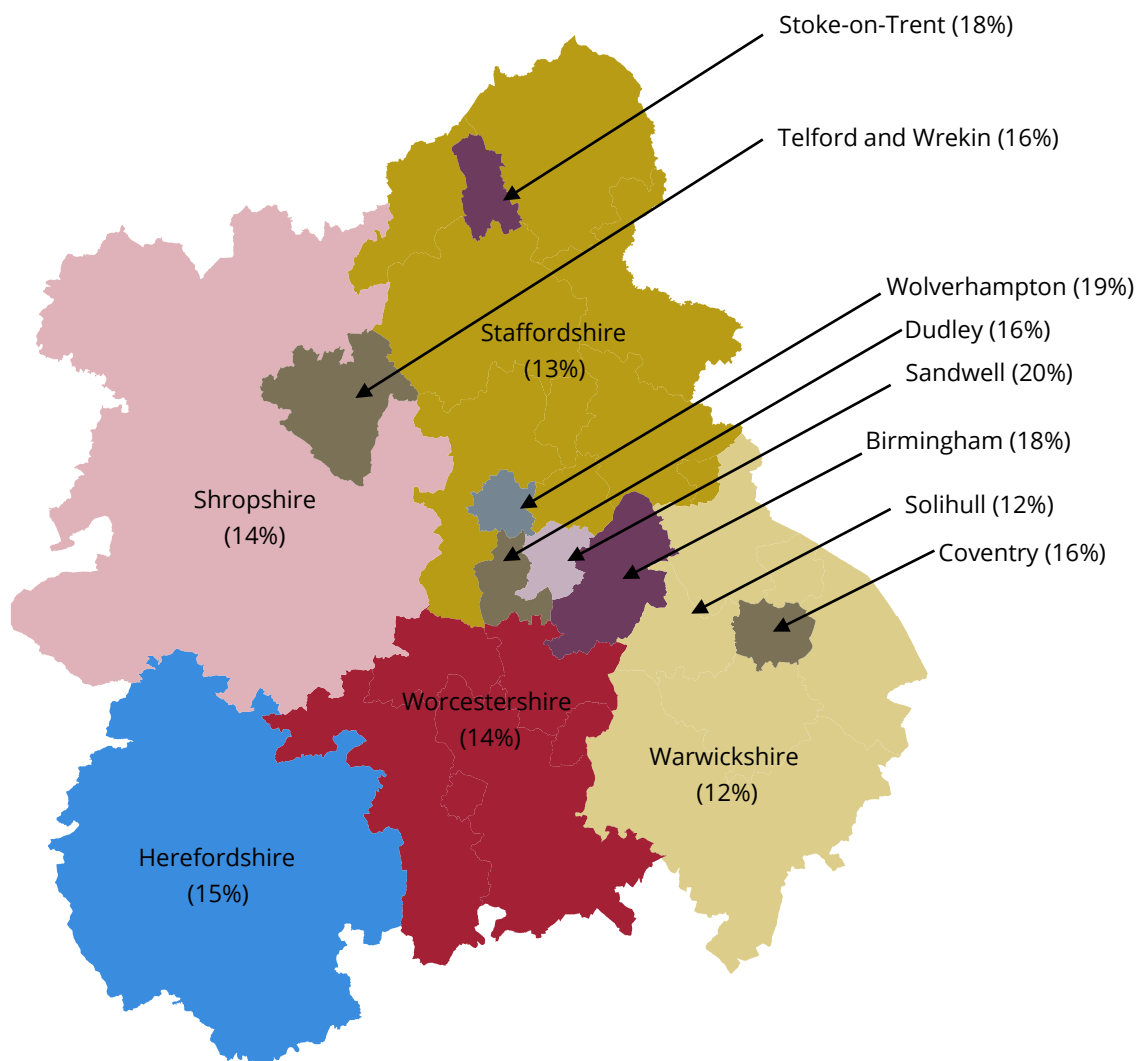 Stoke-on-Trent (18%)
Telford and Wrekin (16%)
Wolverhampton (19%)
Dudley (16%)
Staffordshire
(13%)
Sandwell (20%)
Birmingham (18%)
Shropshire
(14%)
Solihull (12%)
Coventry (16%)
Worcestershire
(14%)
Warwickshire
(12%)
Herefordshire
(15%)